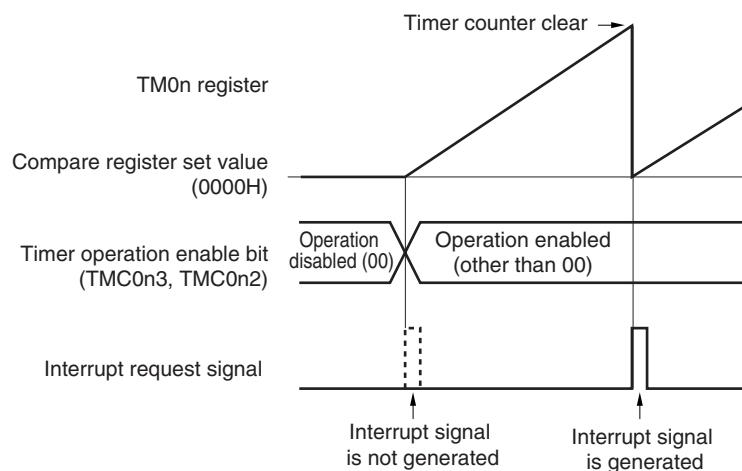 Timer counter clear
TM0n register
Compare register set value
(0000H)
Timer operation enable bit
(TMC0n3, TMC0n2)
Operation
disabled (00)
Operation enabled
(other than 00)
Interrupt request signal
Interrupt signal
is not generated
Interrupt signal
is generated